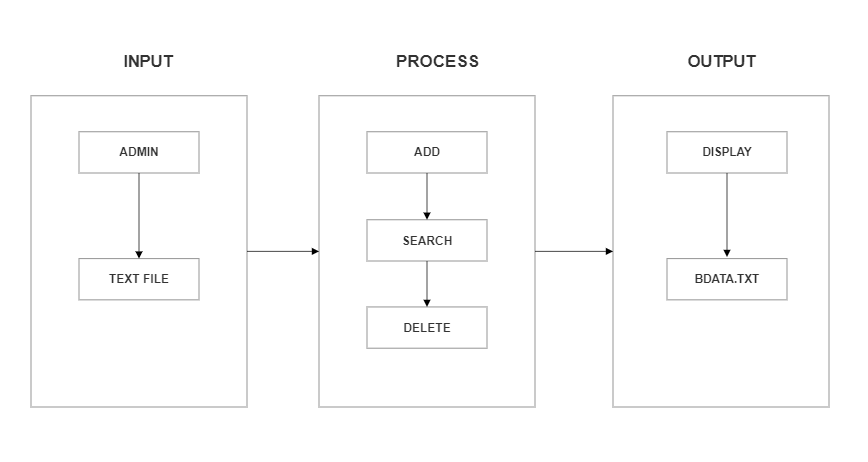 INPUT
PROCESS
OUTPUT
ADMIN
ADD
DISPLAY
SEARCH
TEXT FILE
BDATA.TXT
DELETE